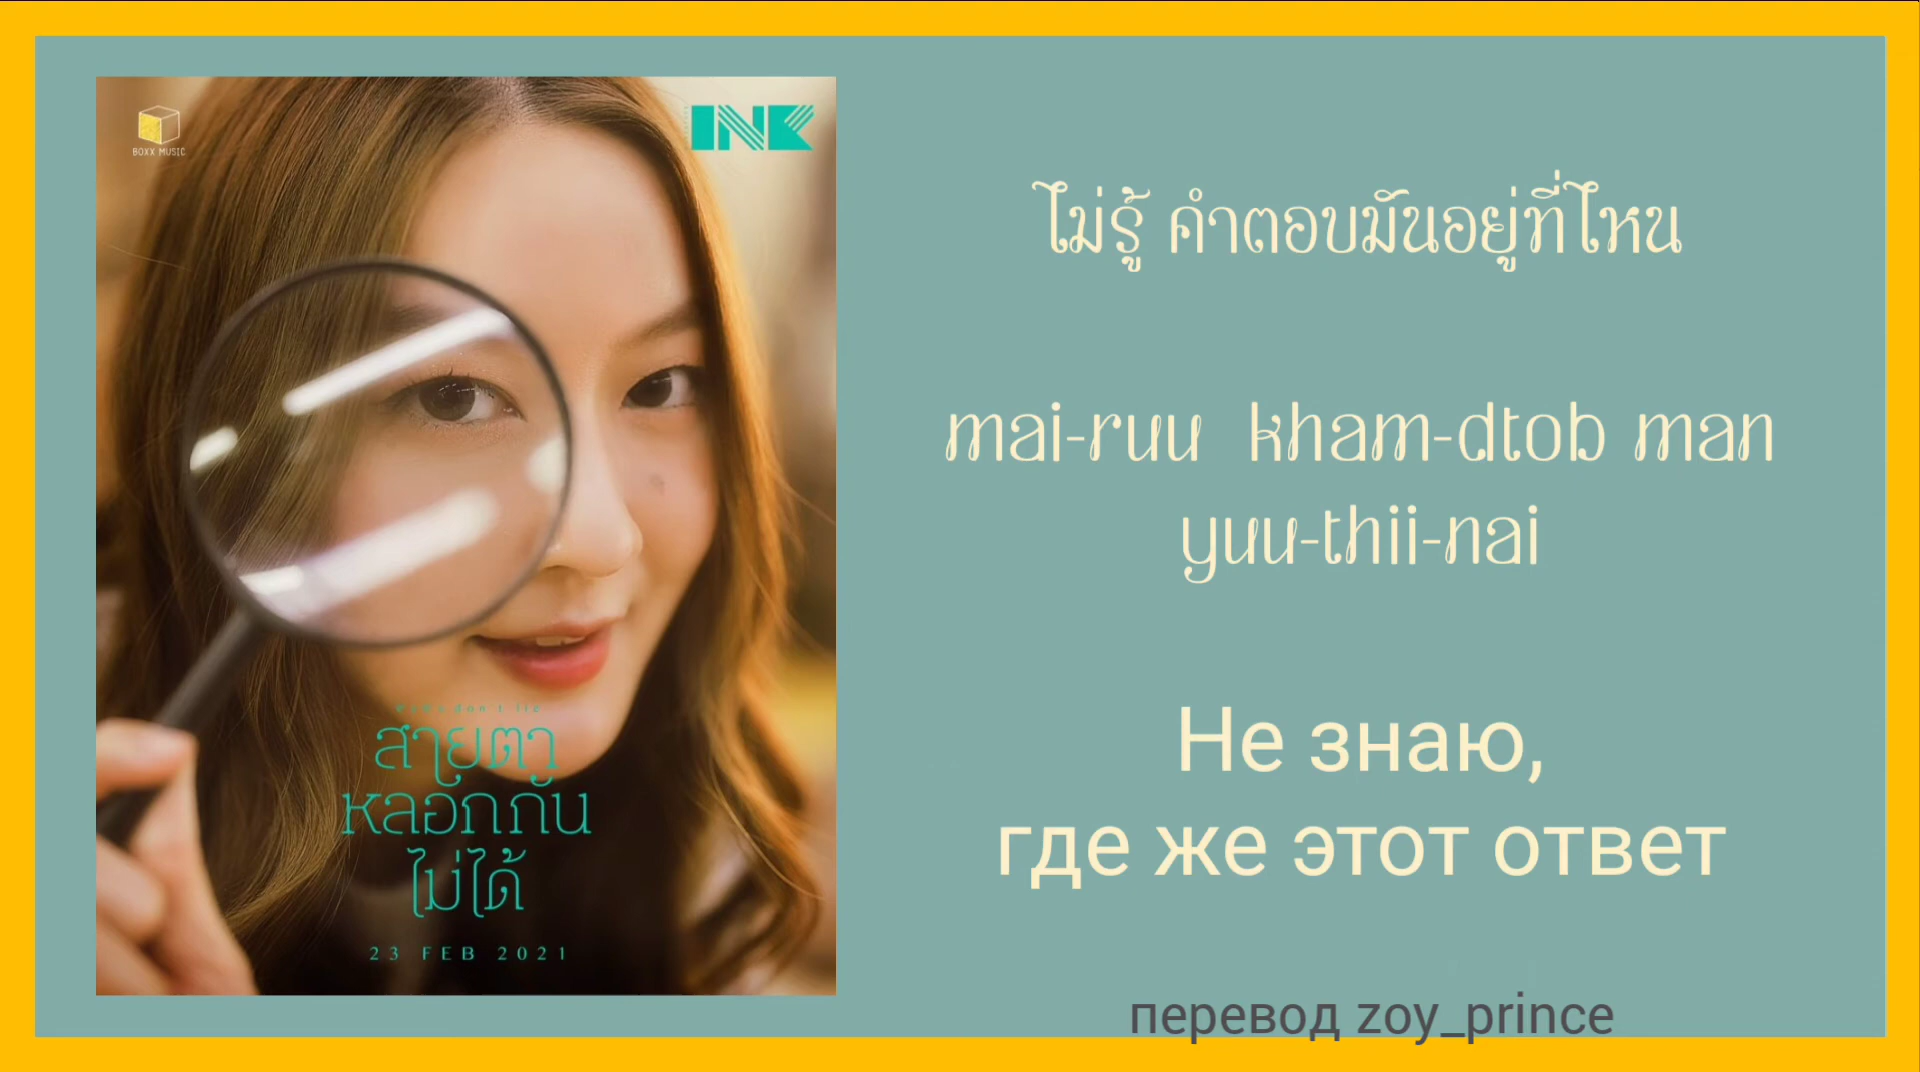 BOXX MUSIC
INK
สายตา
หลอกกัน
ไม่ได้
23 FEB 2021
ไม่รู้ คำตอบมันอยู่ที่ไหน
mai-ruu kham-dtob man
yuu-thii-nai
Не знаю,
где же этот ответ
перевод zoy_prince